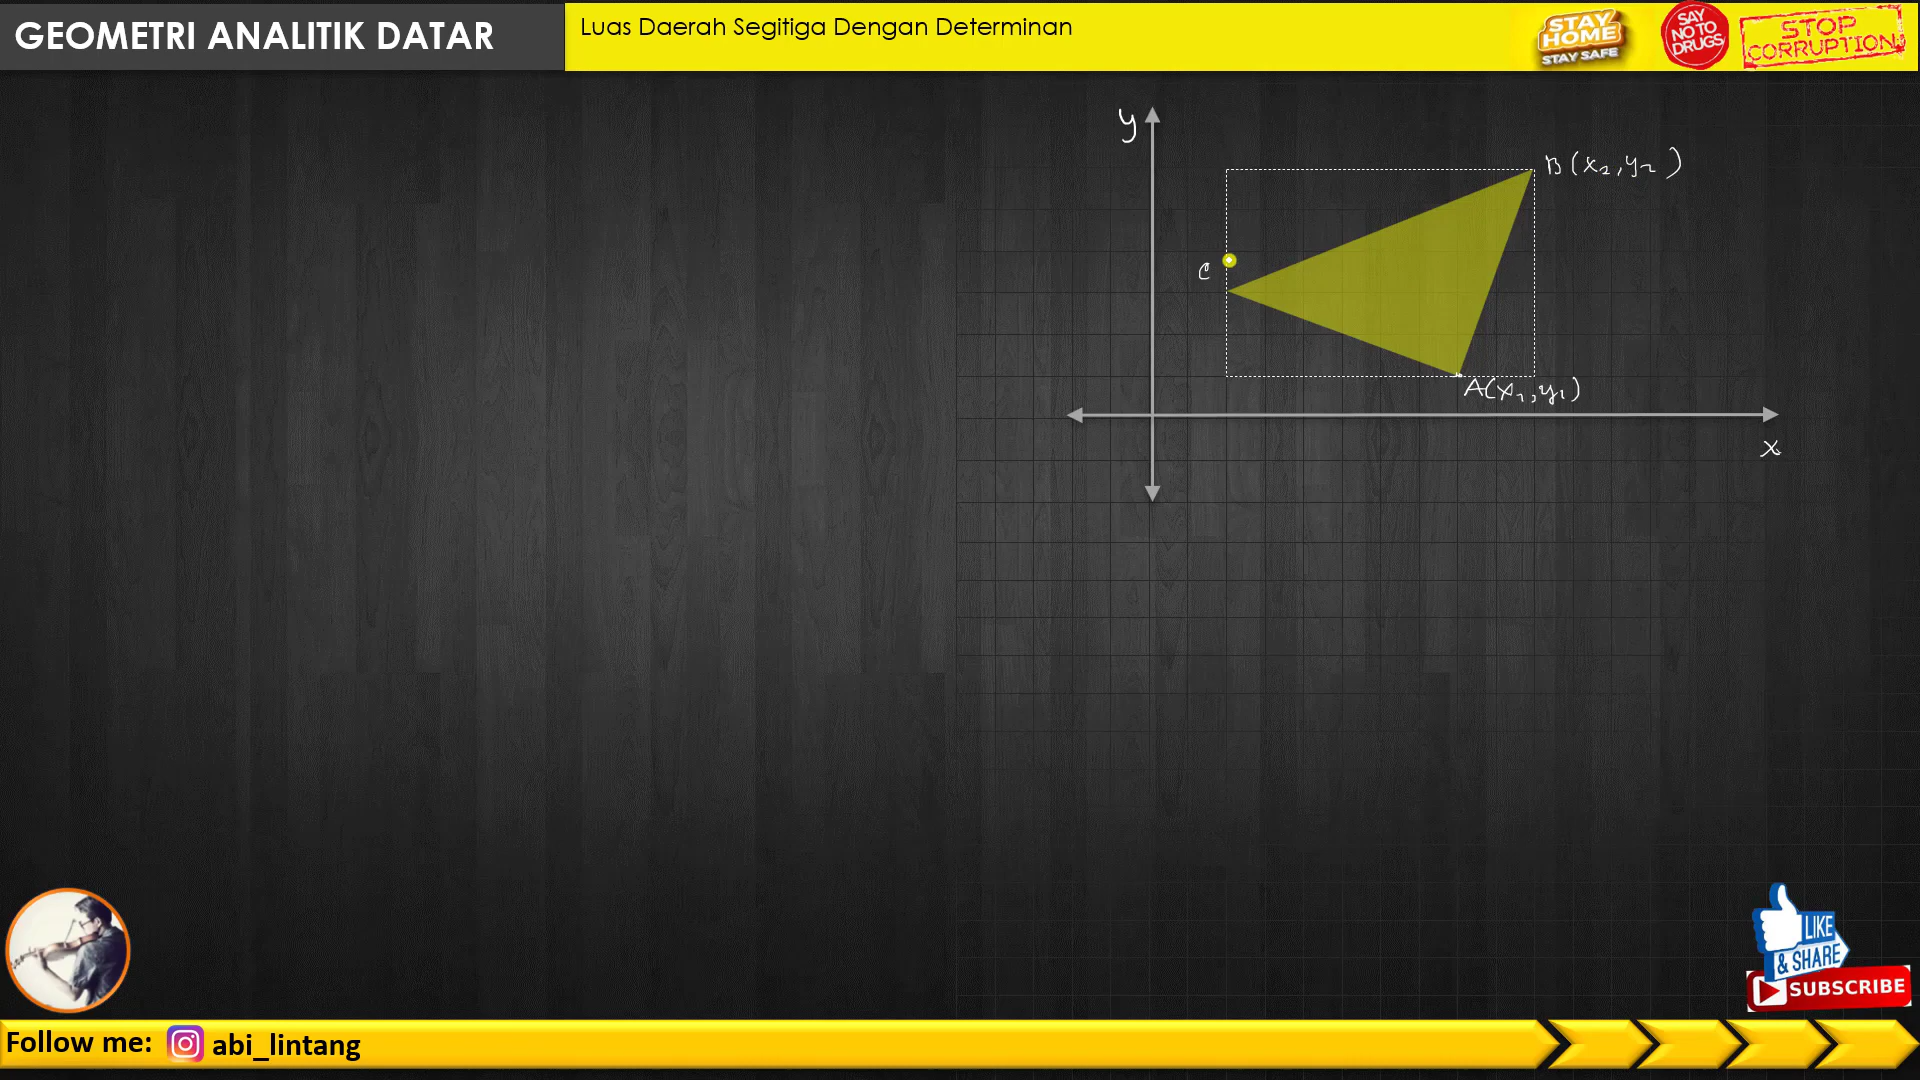 GEOMETRI ANALITIK DATAR
Luas Daerah Segitiga Dengan Determinan
STAY
HOME
STAY SAFE
SAY
NO TO
DRUGS
STOP
CORRUPTION
y
B(x₂,y₂)
C
A(x₁,y₁)
x
LIKE
& SHARE
SUBSCRIBE
Follow me: abi_lintang